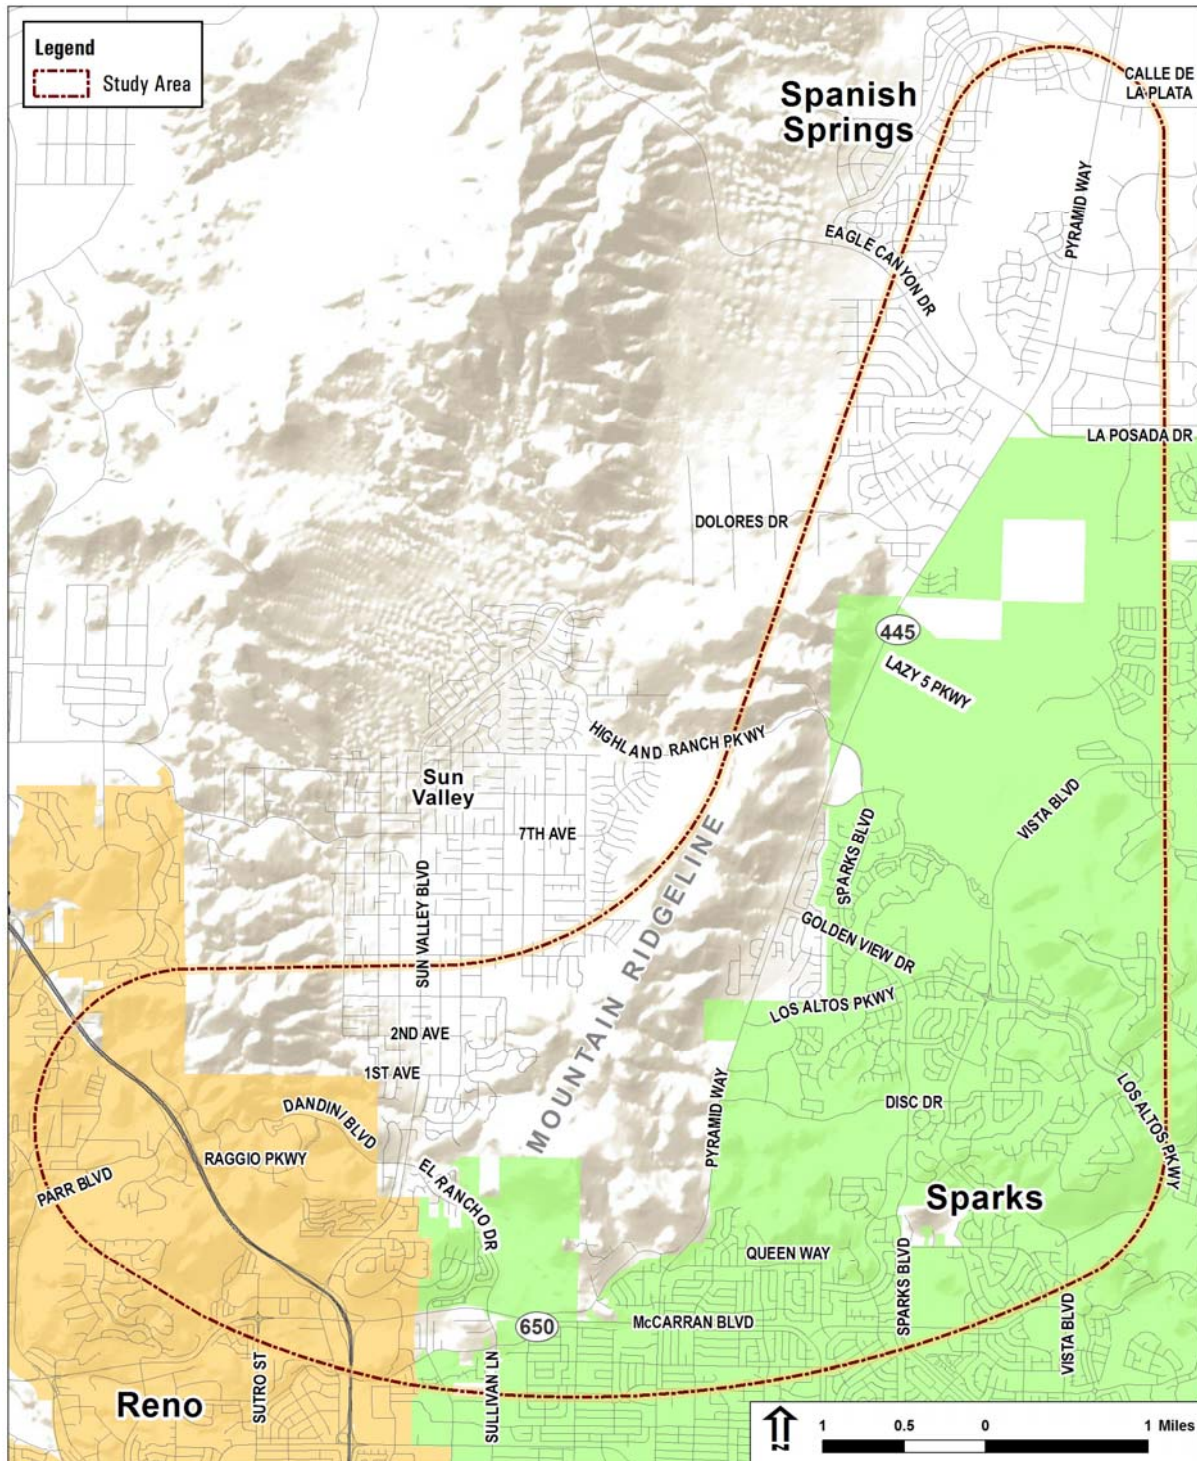 Legend
Study Area
Spanish
Springs
CALLE DE
LA PLATA
PYRAMID WAY
EAGLE CANYON DR
LA POSADA DR
DOLORES DR
445
LAZY 5 PKWY
HIGHLAND RANCH PKWY
Sun
Valley
7TH AVE
VISTA BLVD
SPARKS BLVD
MOUNTAIN RIDGELINE
SUN VALLEY BLVD
GOLDEN VIEW DR
LOS ALTOS PKWY
2ND AVE
1ST AVE
DANDINI BLVD
DISC DR
LOS ALTOS PKWY
PYRAMID WAY
RAGGIO PKWY
PARR BLVD
EL RANCHO DR
Sparks
QUEEN WAY
SPARKS BLVD
McCARRAN BLVD
650
VISTA BLVD
SUTRO ST
SULLIVAN LN
Reno
N
1 0.5 0 1 Miles